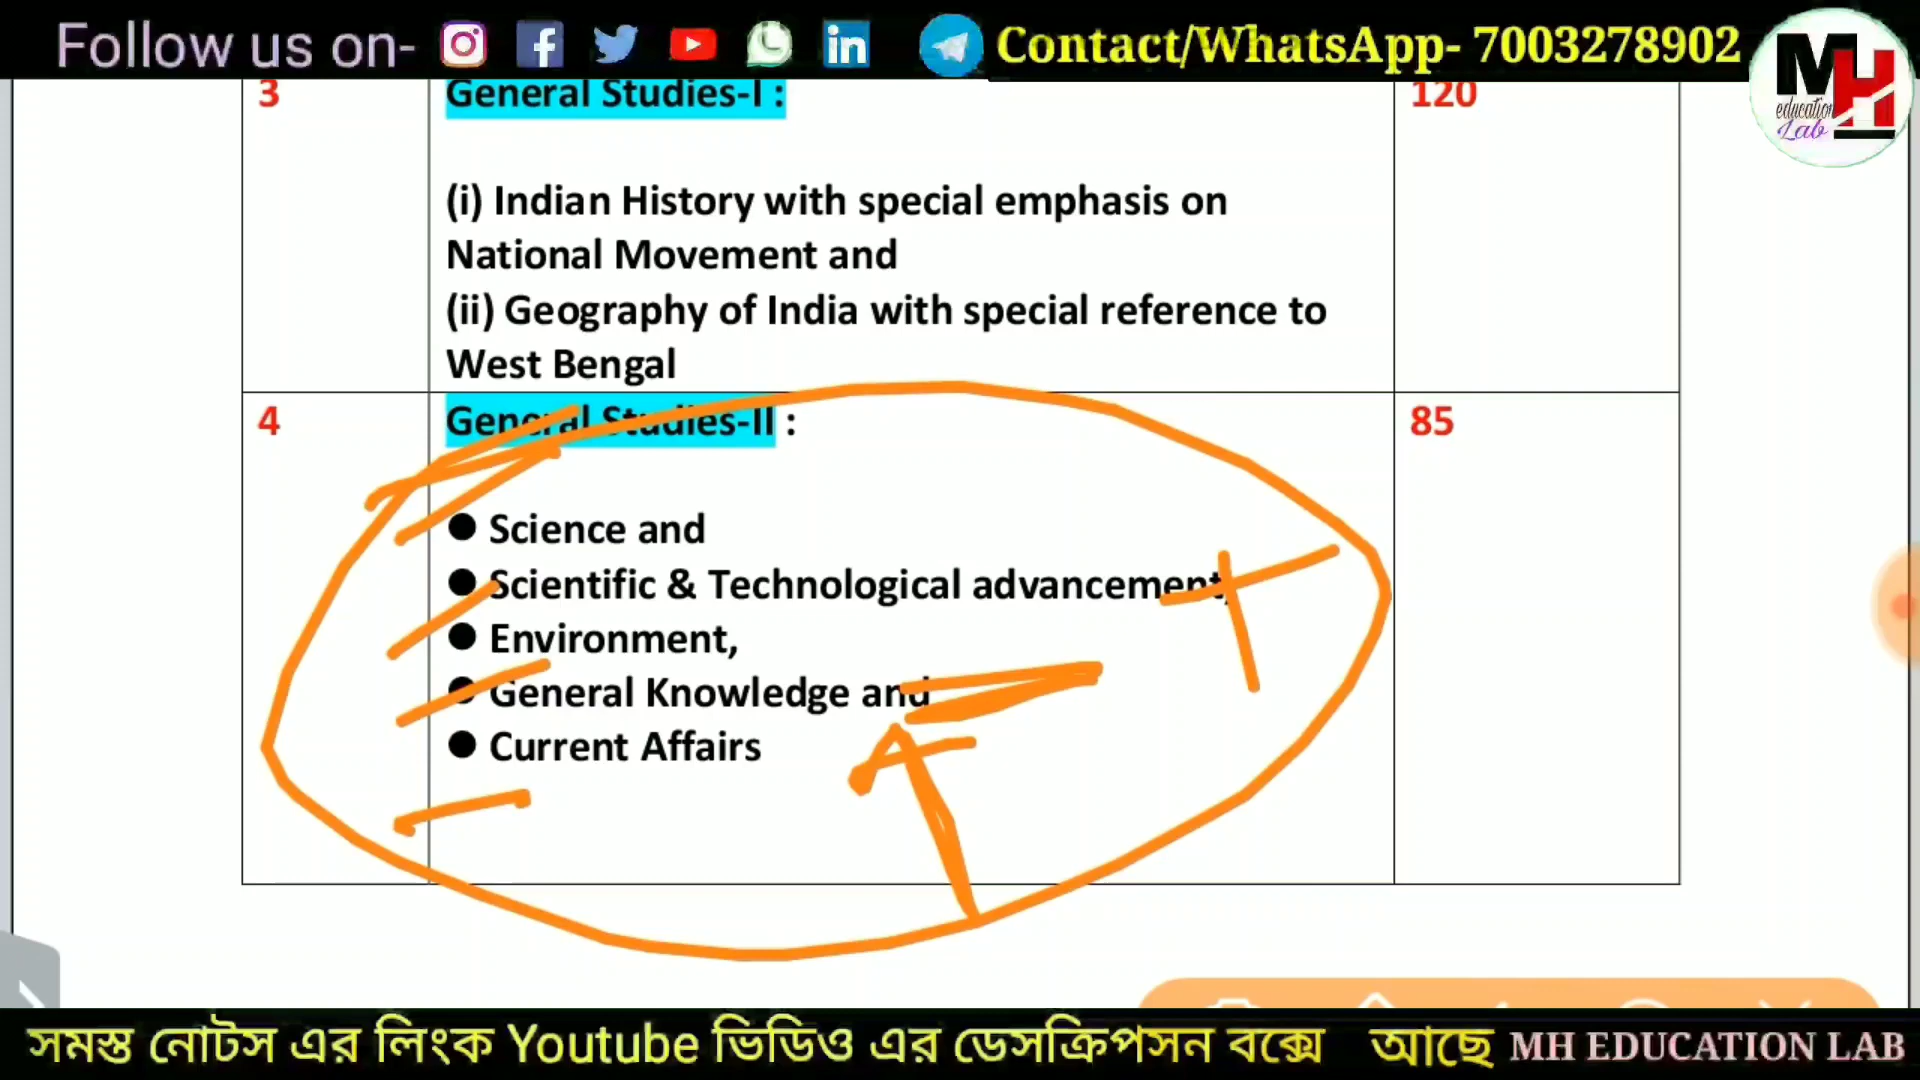 Follow us on- Contact/WhatsApp- 7003278902
MH
education
Lab
3 General Studies-I : 120
(i) Indian History with special emphasis on
National Movement and
(ii) Geography of India with special reference to
West Bengal
4 General Studies-II : 85
● Science and
● Scientific & Technological advancement,
● Environment,
● General Knowledge and
● Current Affairs
সমস্ত নোটস এর লিংক Youtube ভিডিও এর ডেসক্রিপসন বক্সে আছে MH EDUCATION LAB